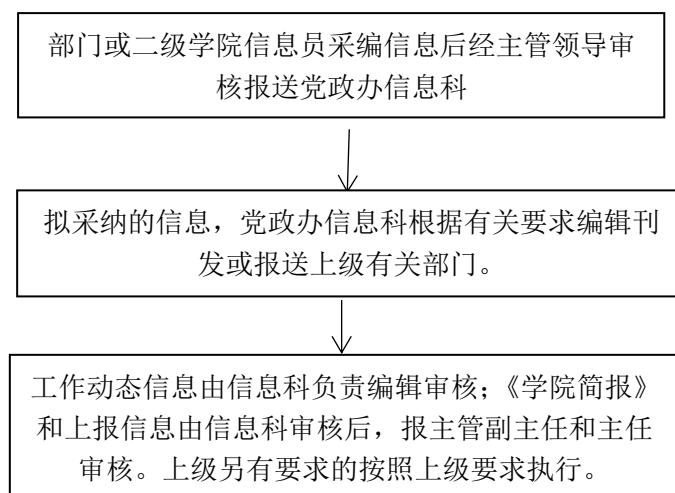 部门或二级学院信息员采编信息后经主管领导审
核报送党政办信息科
拟采纳的信息，党政办信息科根据有关要求编辑刊
发或报送上级有关部门。
工作动态信息由信息科负责编辑审核；《学院简报》
和上报信息由信息科审核后，报主管副主任和主任
审核。上级另有要求的按照上级要求执行。